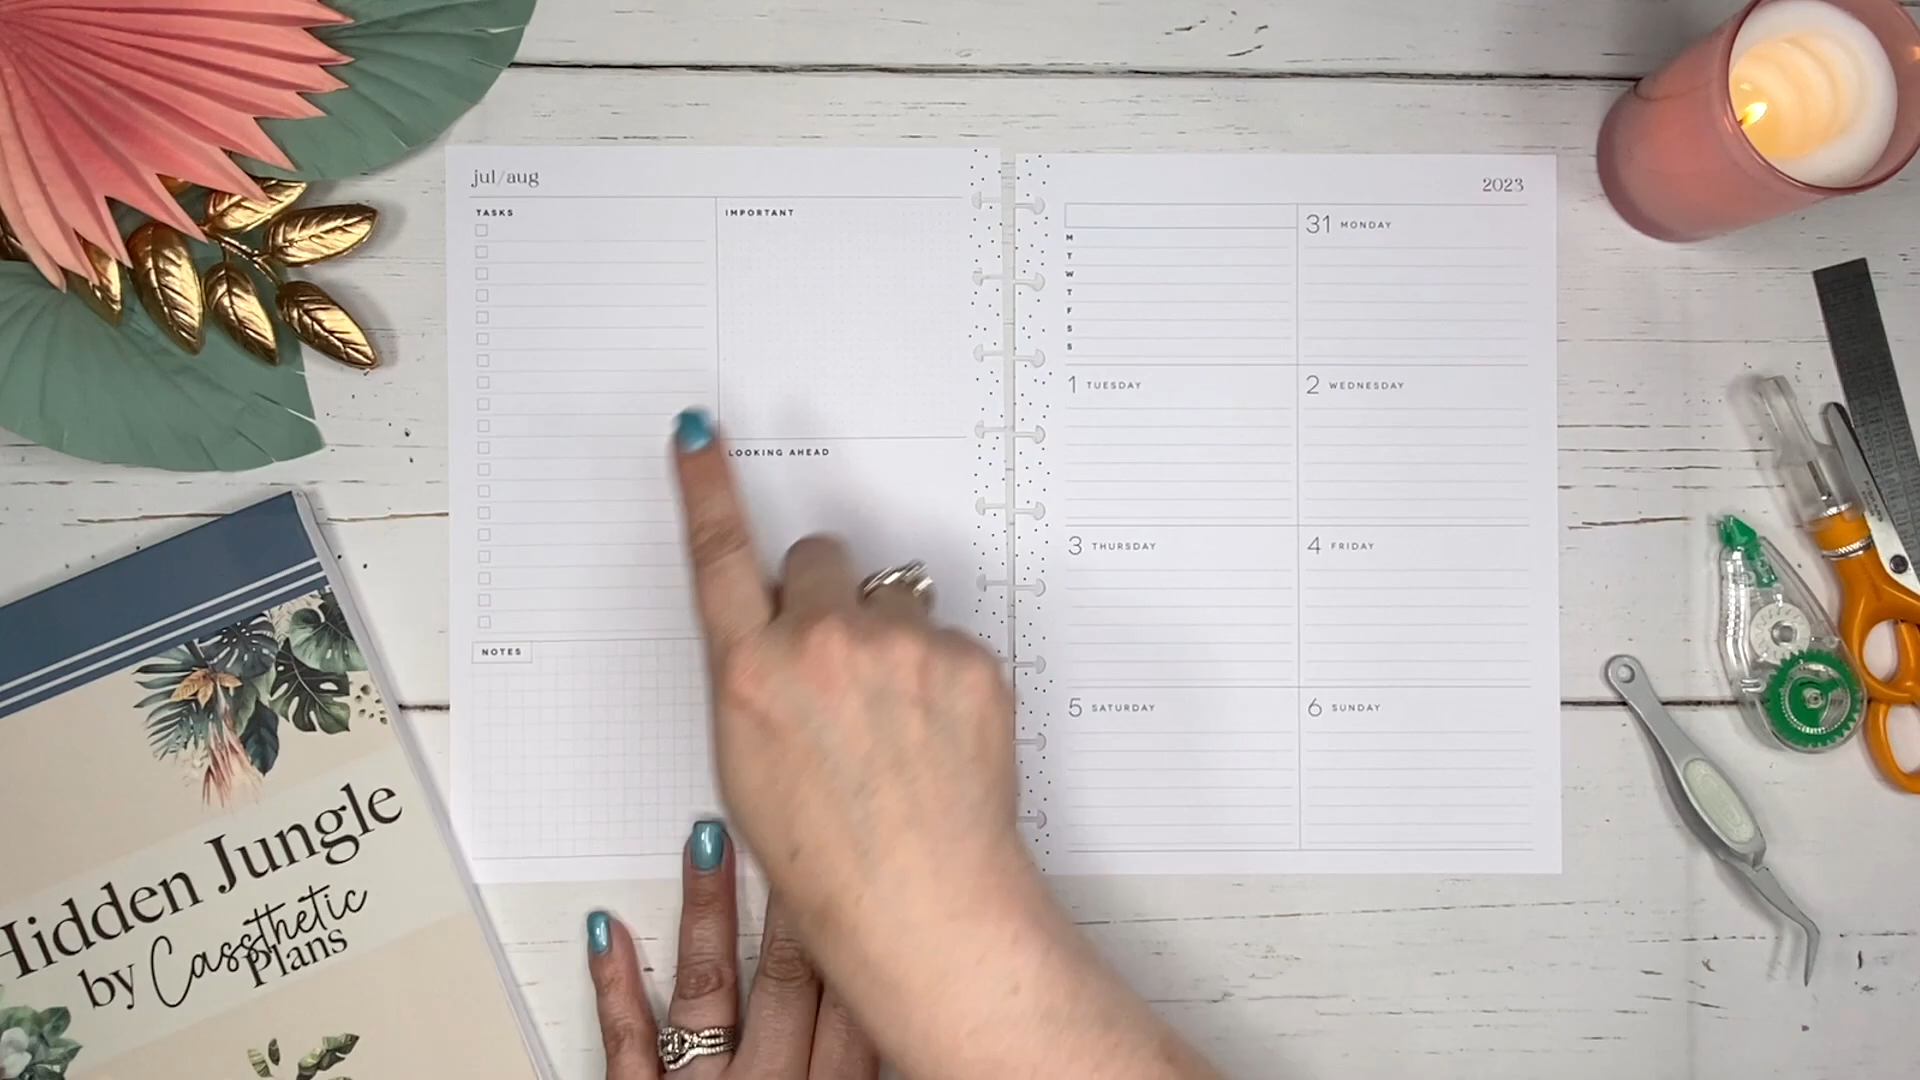 jul/aug
TASKS
IMPORTANT
LOOKING AHEAD
NOTES
2023
M
T
W
T
F
S
S
31 MONDAY
1 TUESDAY
2 WEDNESDAY
3 THURSDAY
4 FRIDAY
5 SATURDAY
6 SUNDAY
Hidden Jungle
by Cassthetic
Plans